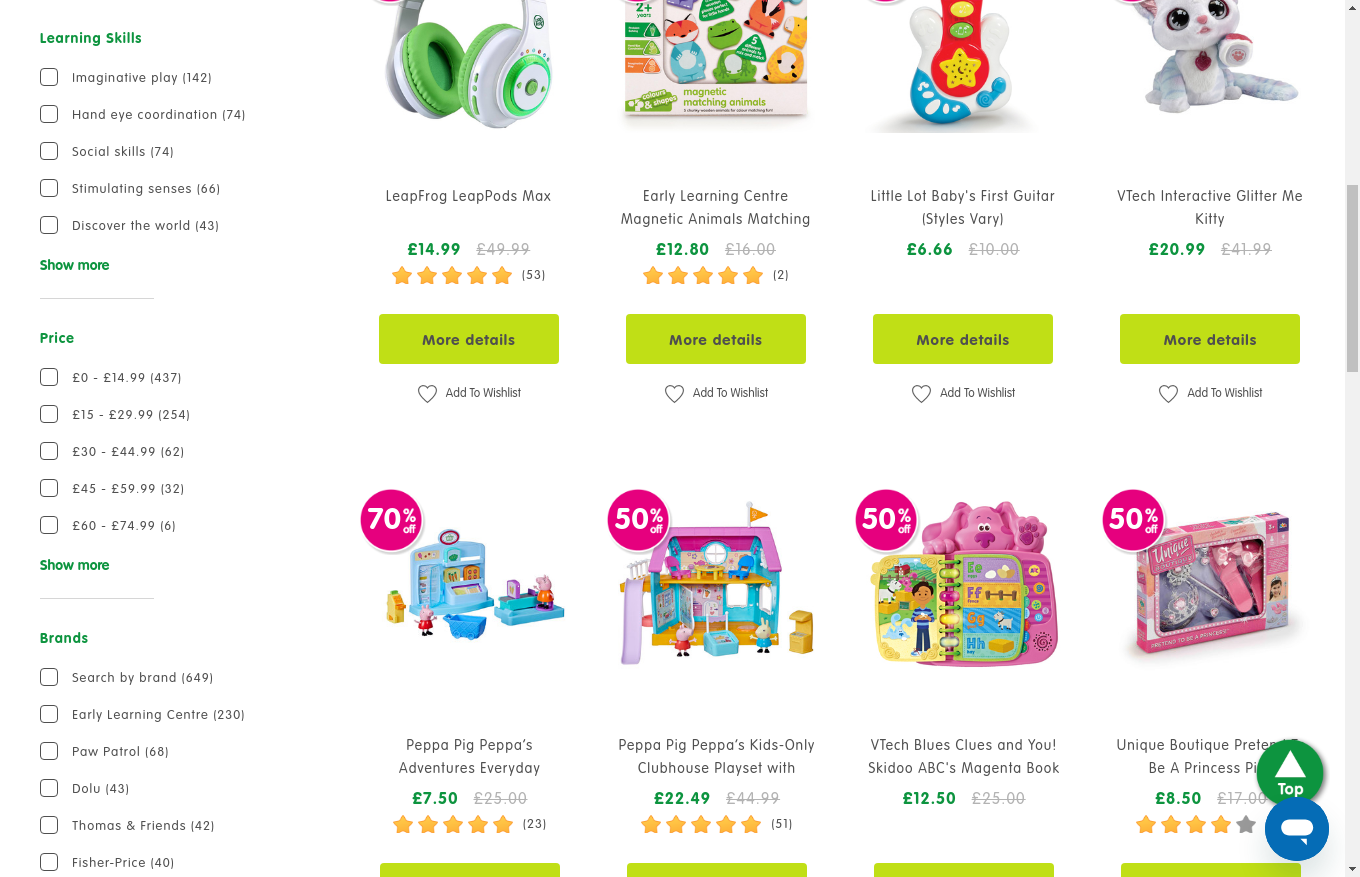 Learning Skills
Imaginative play (142)
Hand eye coordination (74)
Social skills (74)
Stimulating senses (66)
Discover the world (43)
Show more
Price
£0 - £14.99 (437)
£15 - £29.99 (254)
£30 - £44.99 (62)
£45 - £59.99 (32)
£60 - £74.99 (6)
Show more
Brands
Search by brand (649)
Early Learning Centre (230)
Paw Patrol (68)
Dolu (43)
Thomas & Friends (42)
Fisher-Price (40)
2+
years
colours
& shapes
magnetic
matching animals
LeapFrog LeapPods Max
£14.99 £49.99
(53)
More details
Add To Wishlist
Early Learning Centre
Magnetic Animals Matching
£12.80 £16.00
(2)
More details
Add To Wishlist
Little Lot Baby's First Guitar
(Styles Vary)
£6.66 £10.00
More details
Add To Wishlist
VTech Interactive Glitter Me
Kitty
£20.99 £41.99
More details
Add To Wishlist
70% off
Peppa Pig Peppa’s
Adventures Everyday
£7.50 £25.00
(23)
50% off
Peppa Pig Peppa’s Kids-Only
Clubhouse Playset with
£22.49 £44.99
(51)
50% off
Ee
Ff
Gg
Hh
VTech Blues Clues and You!
Skidoo ABC's Magenta Book
£12.50 £25.00
50% off
Unique
PRETEND TO BE A PRINCESS
Unique Boutique Pretend T
Be A Princess Pi
£8.50 £17.00
Top